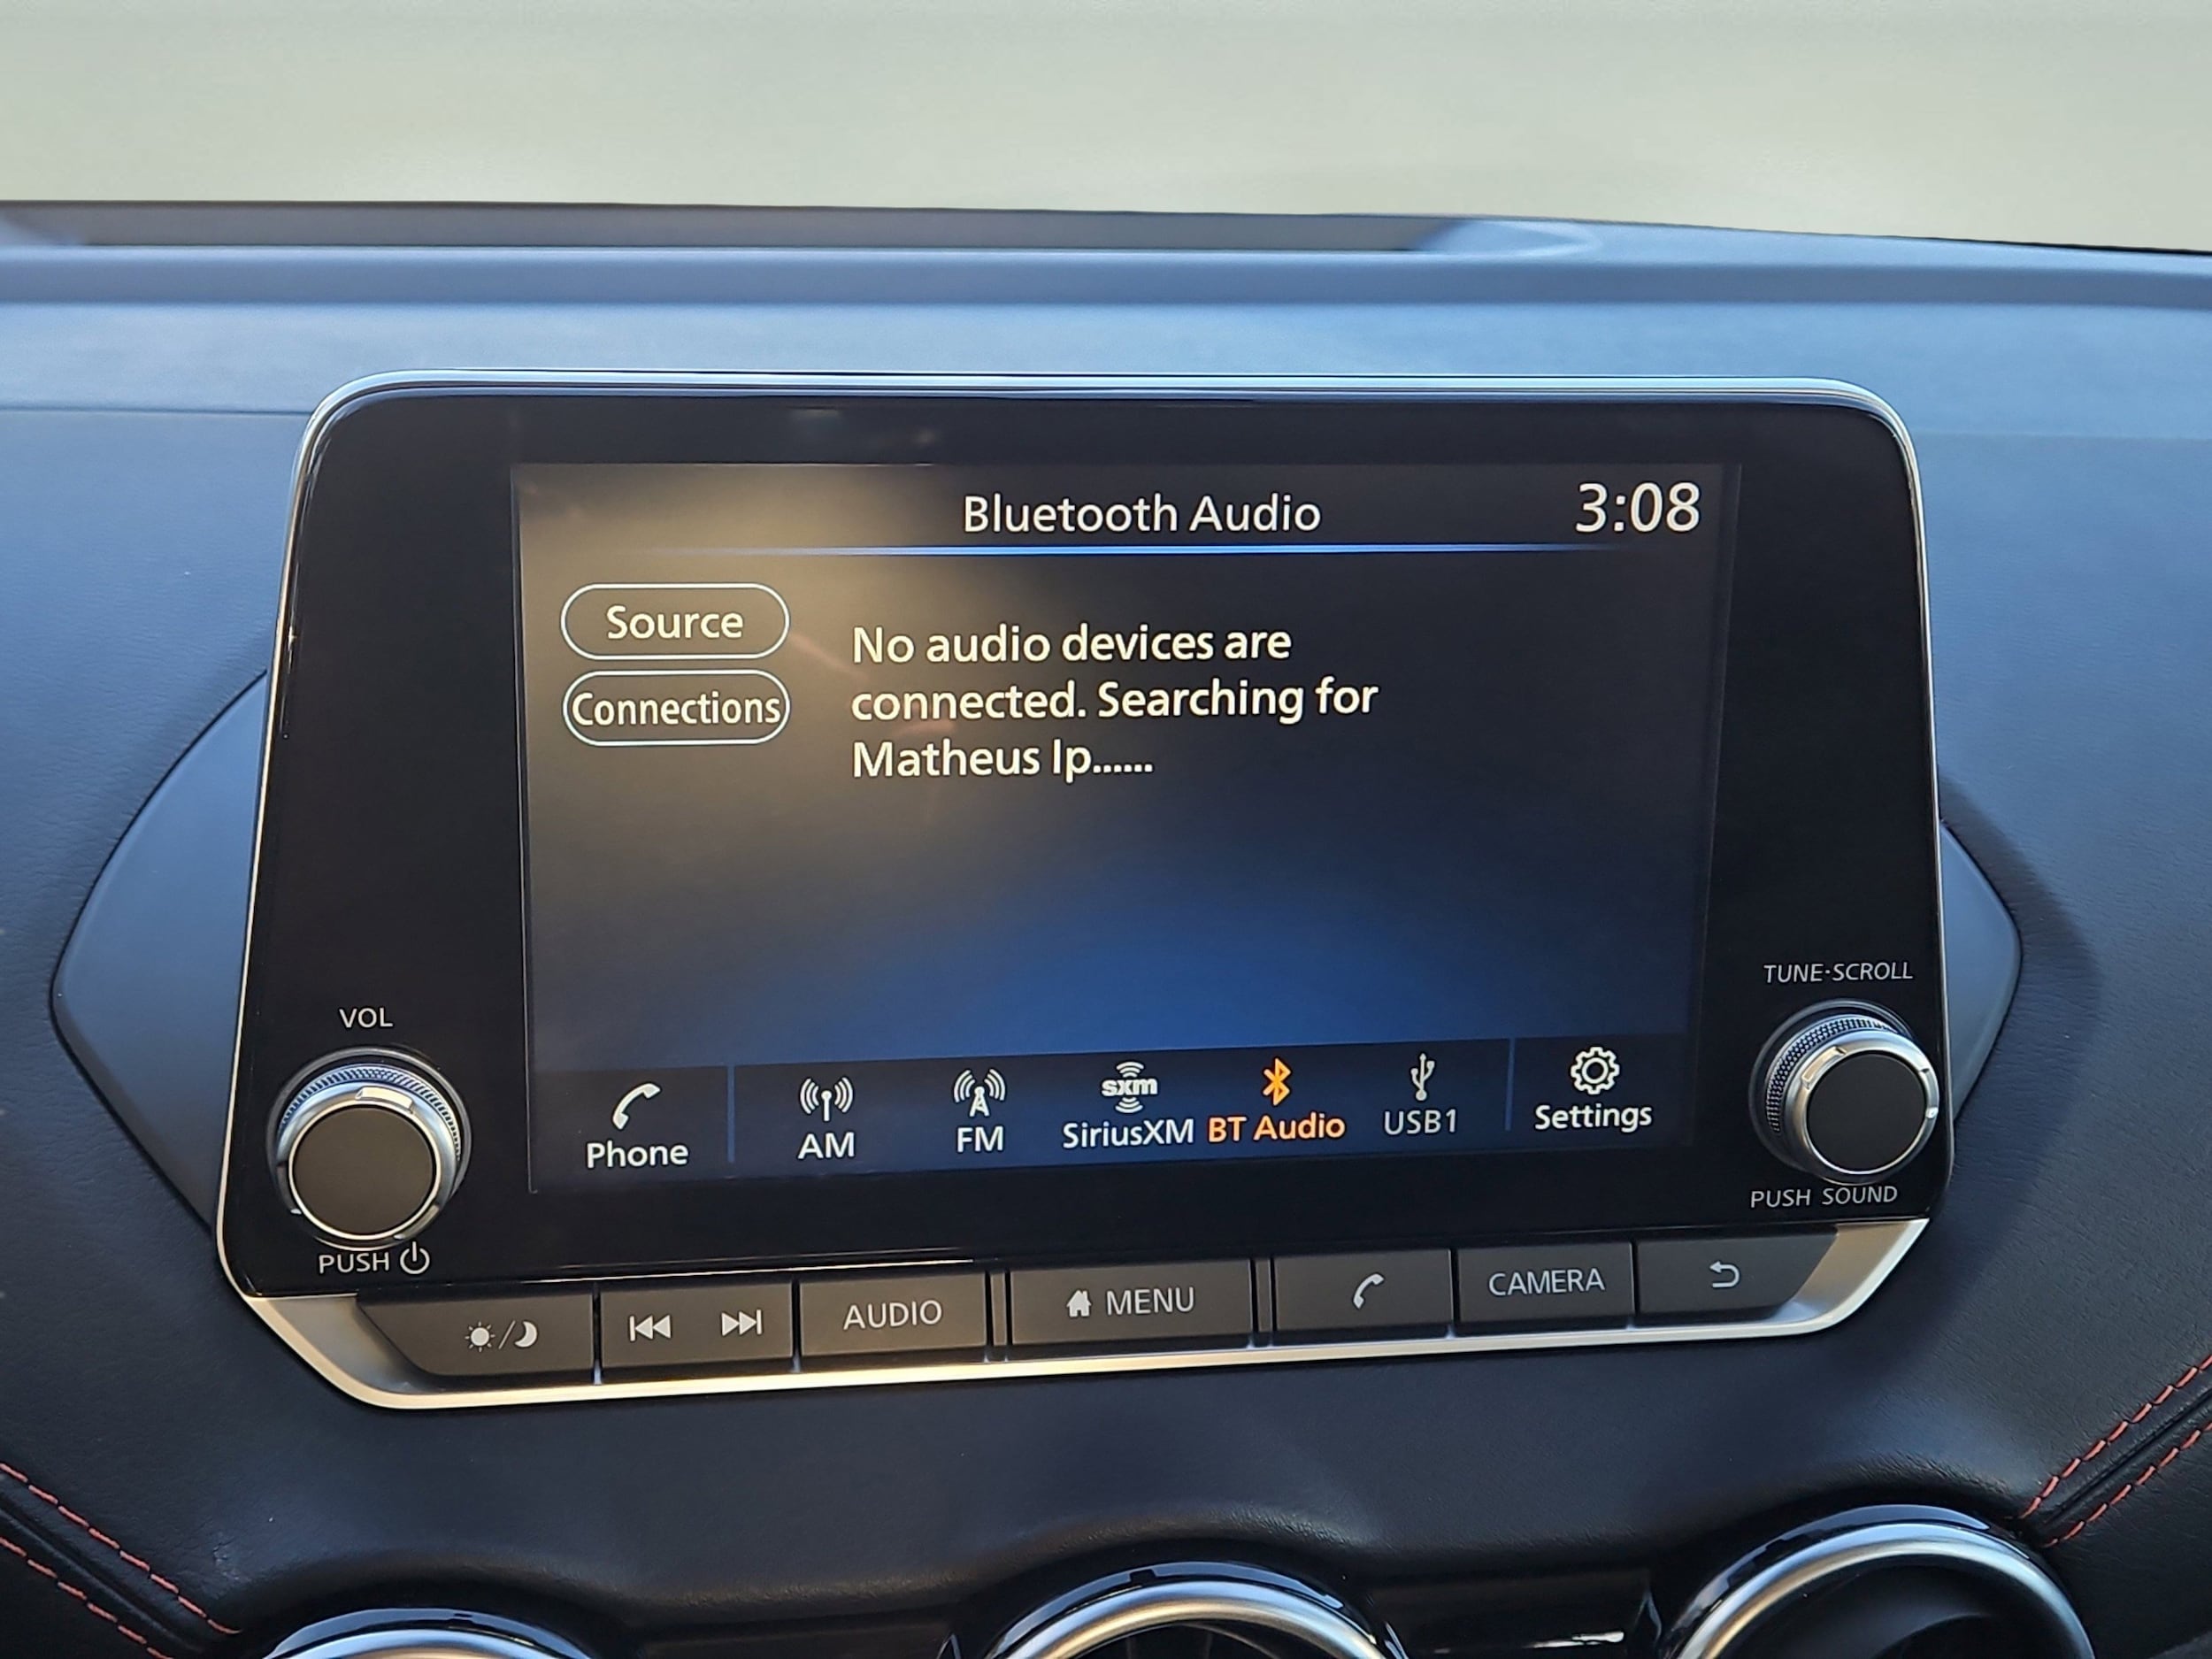 Bluetooth Audio
3:08
Source
Connections
No audio devices are
connected. Searching for
Matheus Ip......
VOL
PUSH
TUNE·SCROLL
PUSH SOUND
Phone
AM
FM
sxm
SiriusXM
BT Audio
USB1
Settings
AUDIO
MENU
CAMERA